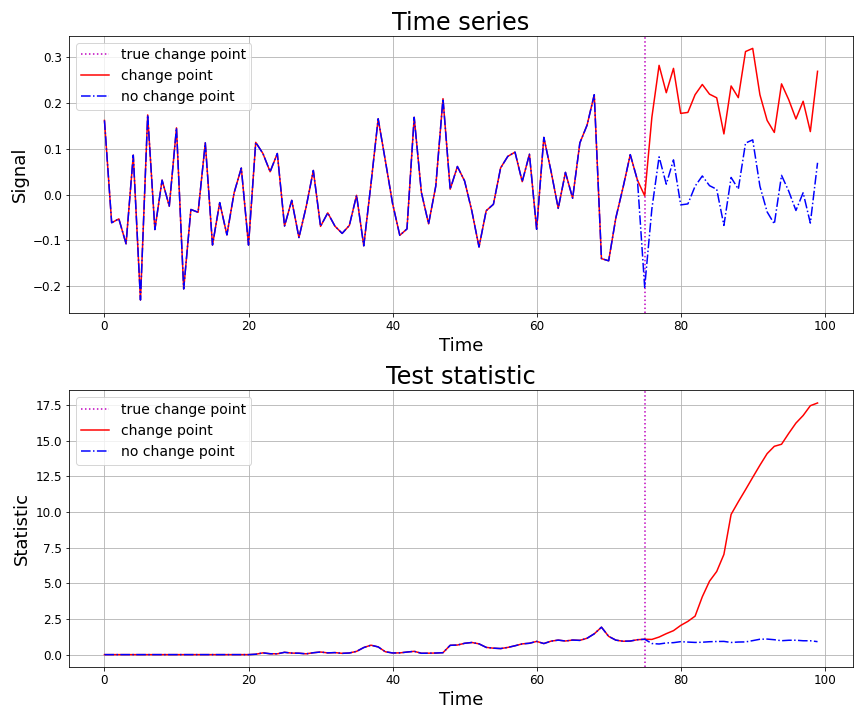 Time series
true change point
change point
no change point
Signal
0.3
0.2
0.1
0.0
−0.1
−0.2
0 20 40 60 80 100
Time
Test statistic
true change point
change point
no change point
Statistic
17.5
15.0
12.5
10.0
7.5
5.0
2.5
0.0
0 20 40 60 80 100
Time